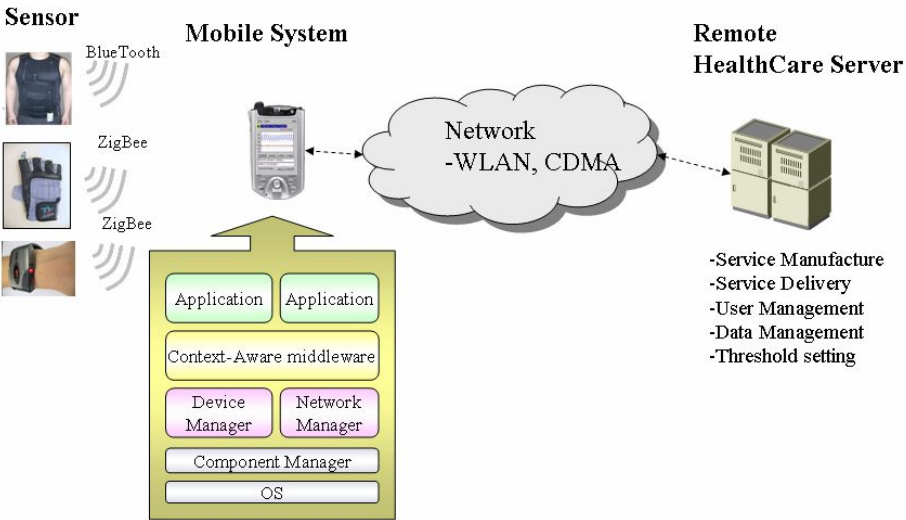 Sensor
Mobile System
Remote
HealthCare Server
BlueTooth
ZigBee
ZigBee
Network
-WLAN, CDMA
-Service Manufacture
-Service Delivery
-User Management
-Data Management
-Threshold setting
Application
Application
Context-Aware middleware
Device
Manager
Network
Manager
Component Manager
OS